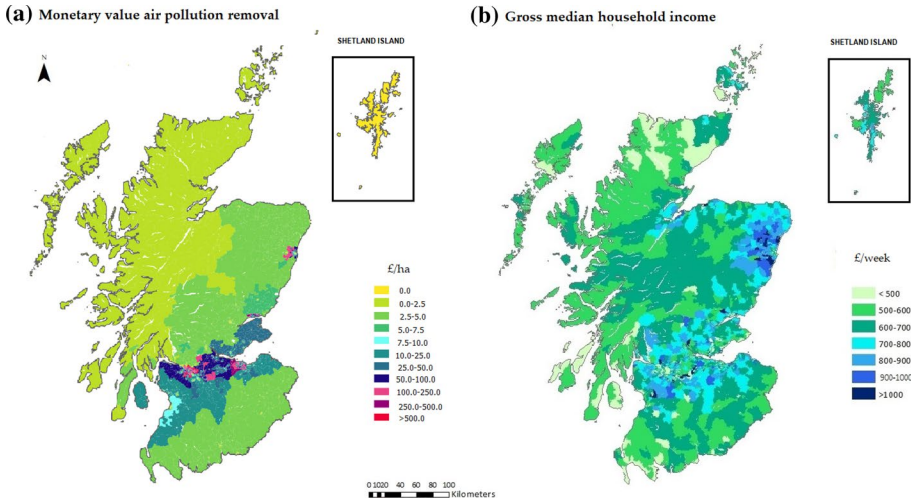 (a) Monetary value air pollution removal
N
SHETLAND ISLAND
£/ha
0.0
0.0-2.5
2.5-5.0
5.0-7.5
7.5-10.0
10.0-25.0
25.0-50.0
50.0-100.0
100.0-250.0
250.0-500.0
>500.0
0 1020 40 60 80 100
Kilometers
(b) Gross median household income
SHETLAND ISLAND
£/week
< 500
500-600
600-700
700-800
800-900
900-1000
>1000